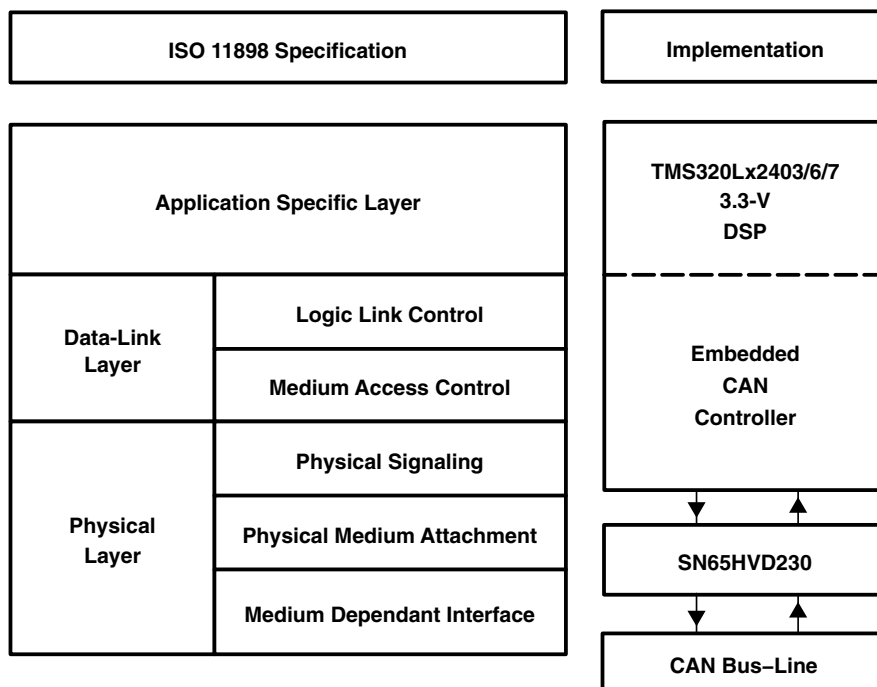 ISO 11898 Specification
Implementation
Application Specific Layer
TMS320Lx2403/6/7
3.3-V
DSP
Data-Link
Layer
Logic Link Control
Medium Access Control
Embedded
CAN
Controller
Physical
Layer
Physical Signaling
Physical Medium Attachment
Medium Dependant Interface
SN65HVD230
CAN Bus–Line